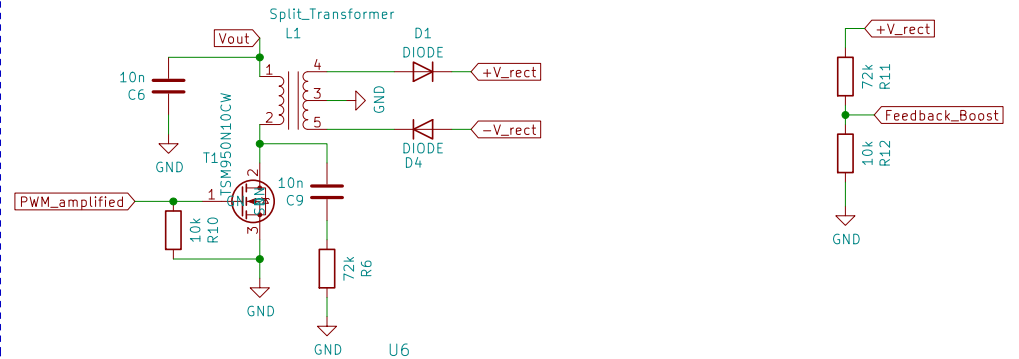 Split_Transformer
L1
Vout
1
2
4
3
5
10n
C6
GND
D1
DIODE
+V_rect
GND
-V_rect
DIODE
D4
T1
TSM950N10CW
PWM_amplified
1
2
3
10k
R10
GND
10n
C9
72k
R6
GND
U6
+V_rect
72k
R11
Feedback_Boost
10k
R12
GND